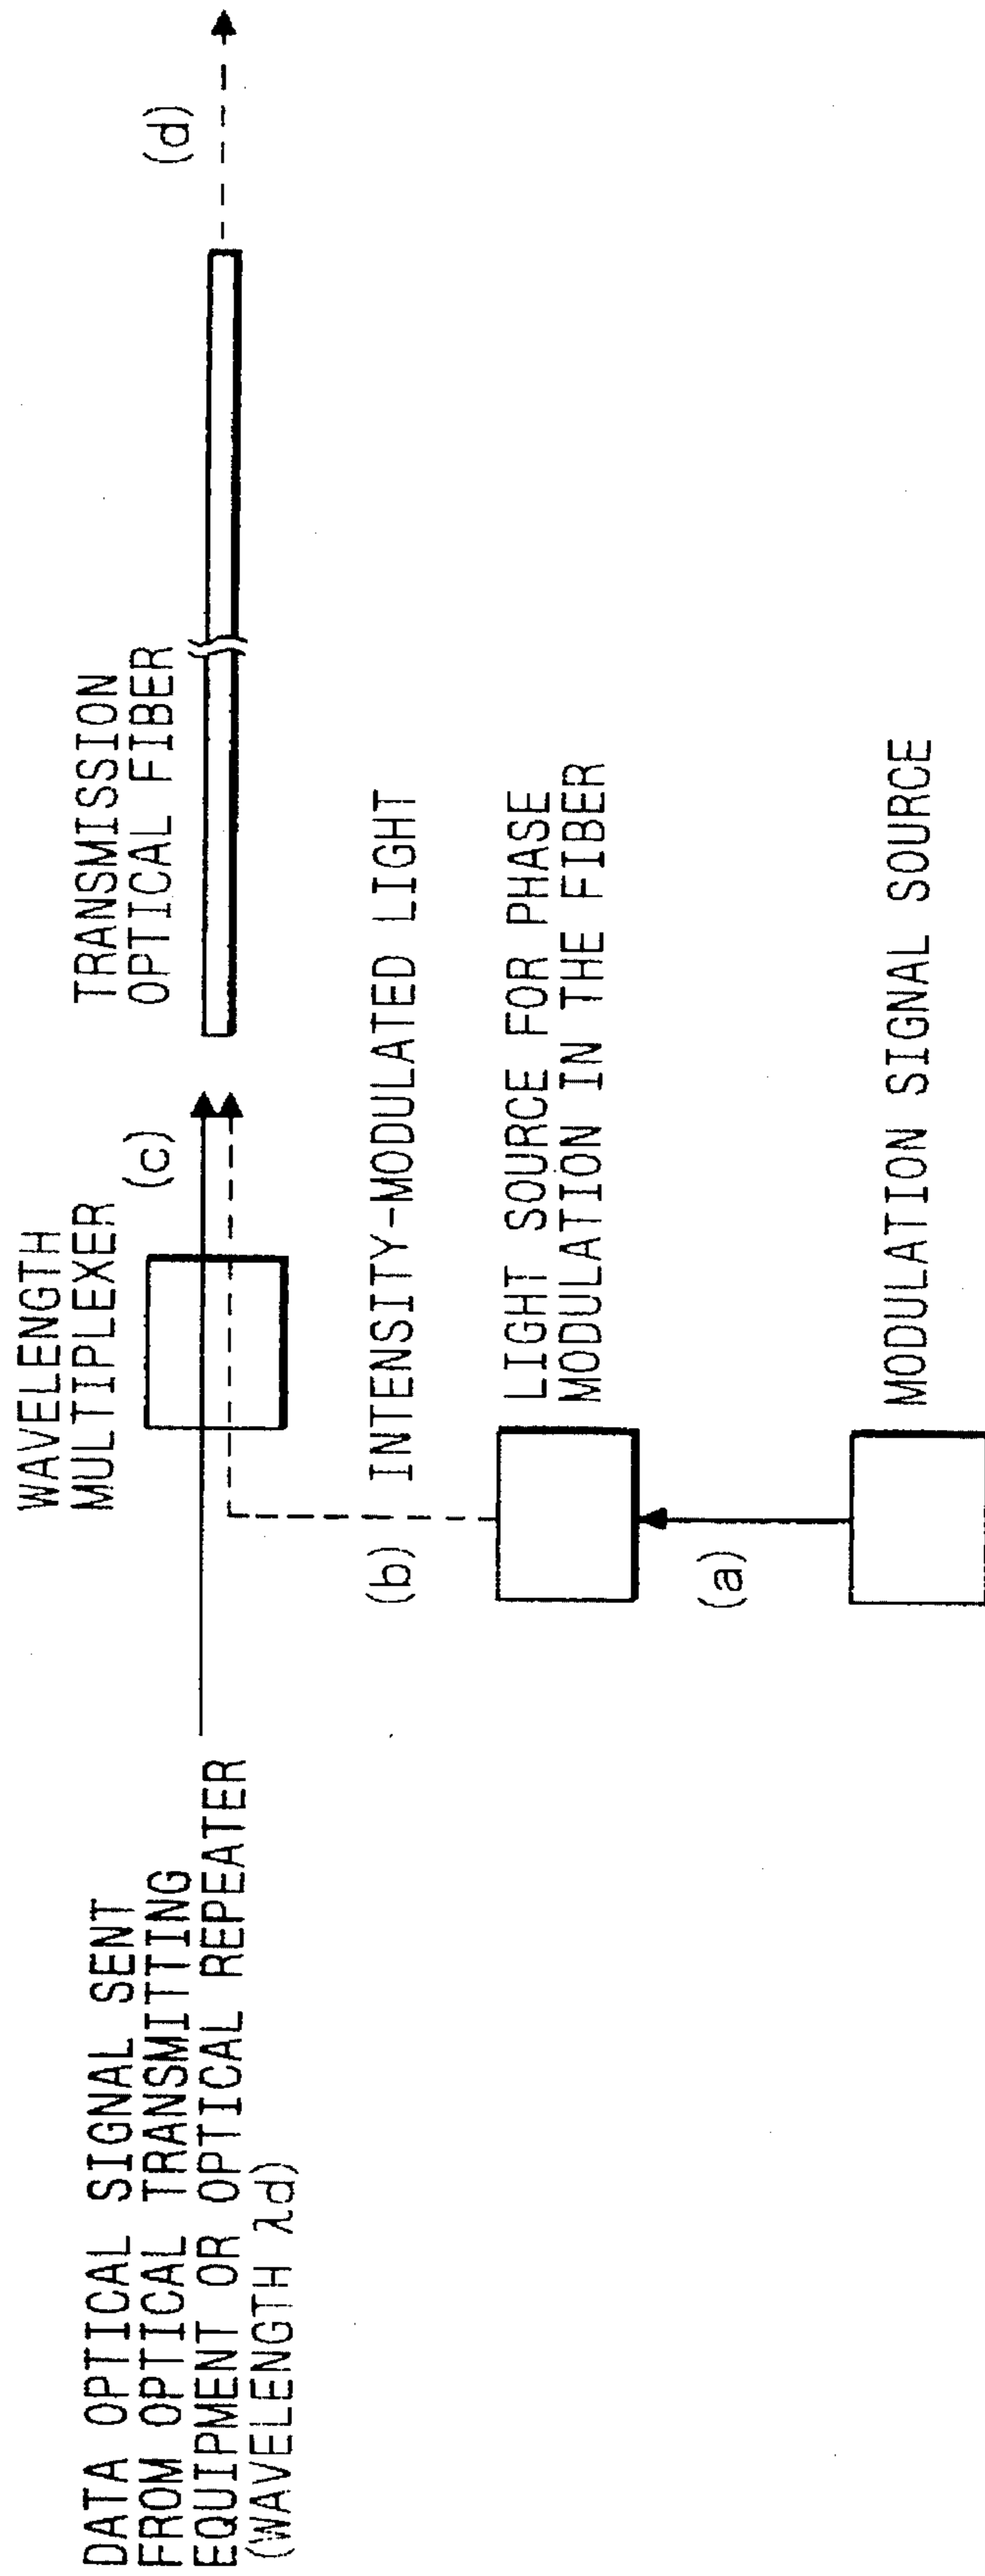 DATA OPTICAL SIGNAL SENT
FROM OPTICAL TRANSMITTING
EQUIPMENT OR OPTICAL REPEATER
(WAVELENGTH λd)
WAVELENGTH
MULTIPLEXER
(c)
TRANSMISSION
OPTICAL FIBER
(d)
(b)
INTENSITY-MODULATED LIGHT
LIGHT SOURCE FOR PHASE
MODULATION IN THE FIBER
(a)
MODULATION SIGNAL SOURCE